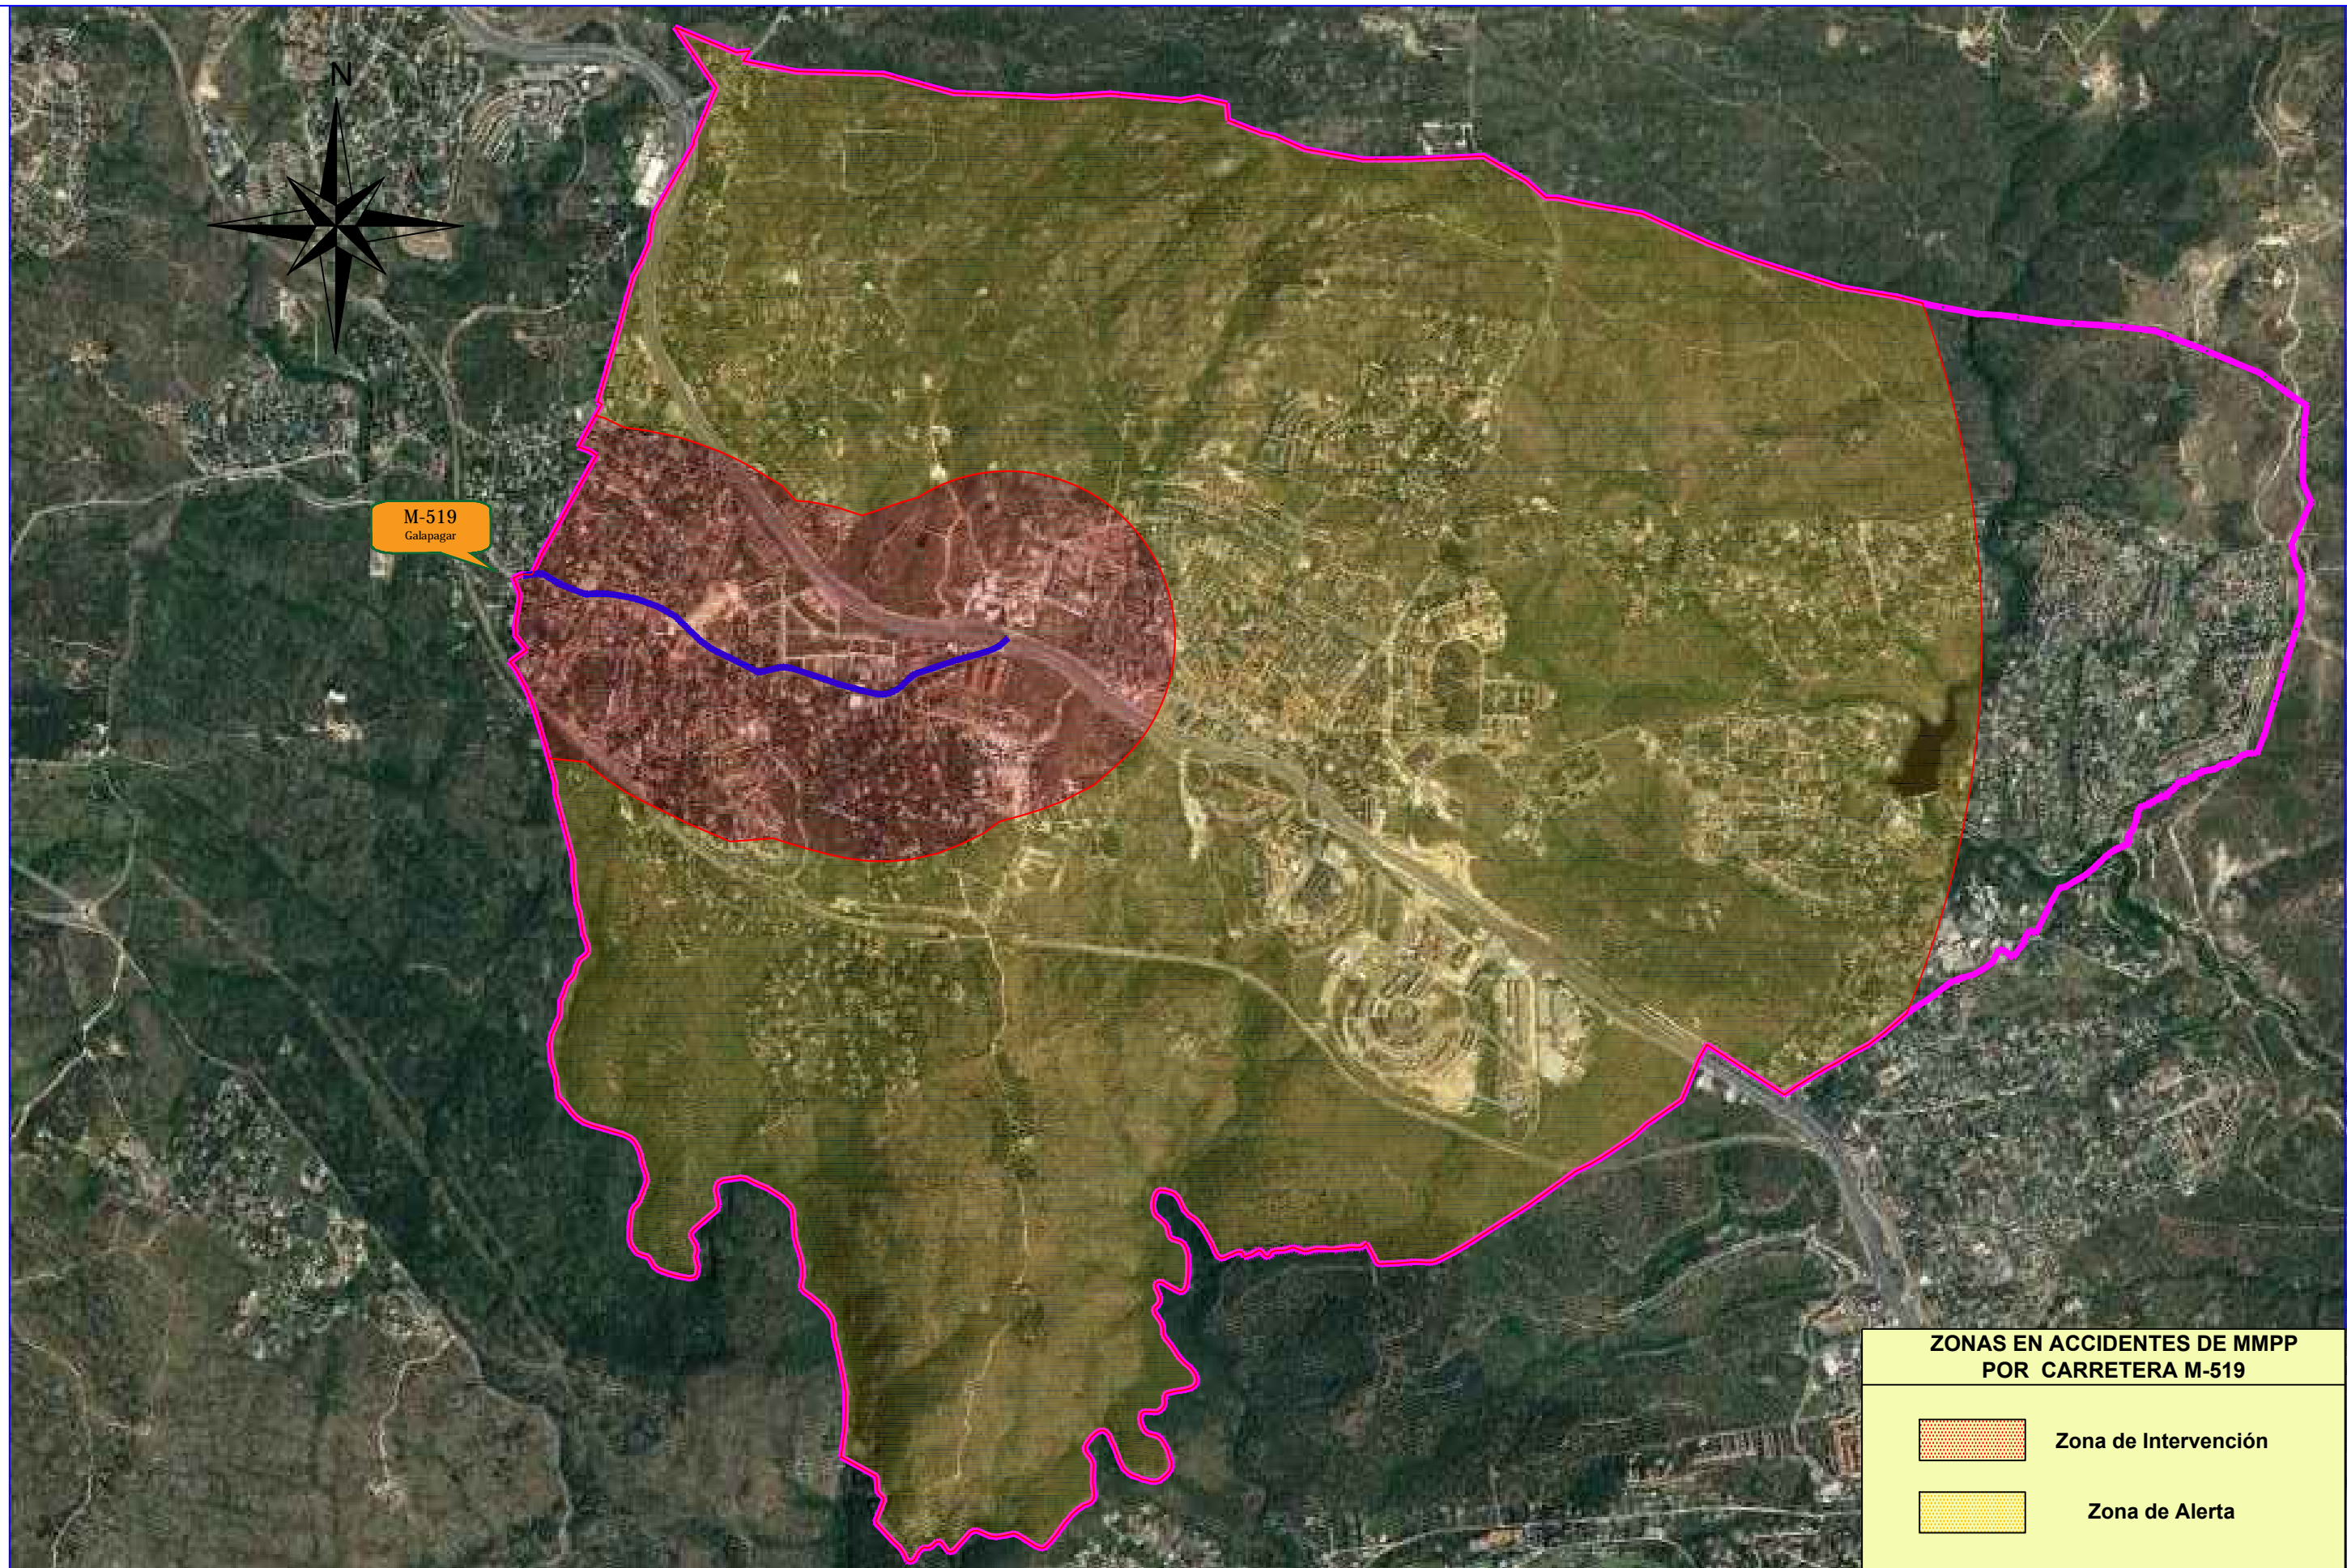 N
M-519
Galapagar
ZONAS EN ACCIDENTES DE MMPP
POR CARRETERA M-519
Zona de Intervención
Zona de Alerta